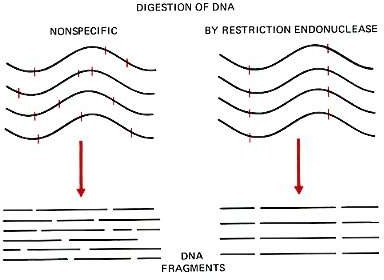 DIGESTION OF DNA
NONSPECIFIC
BY RESTRICTION ENDONUCLEASE
DNA
FRAGMENTS